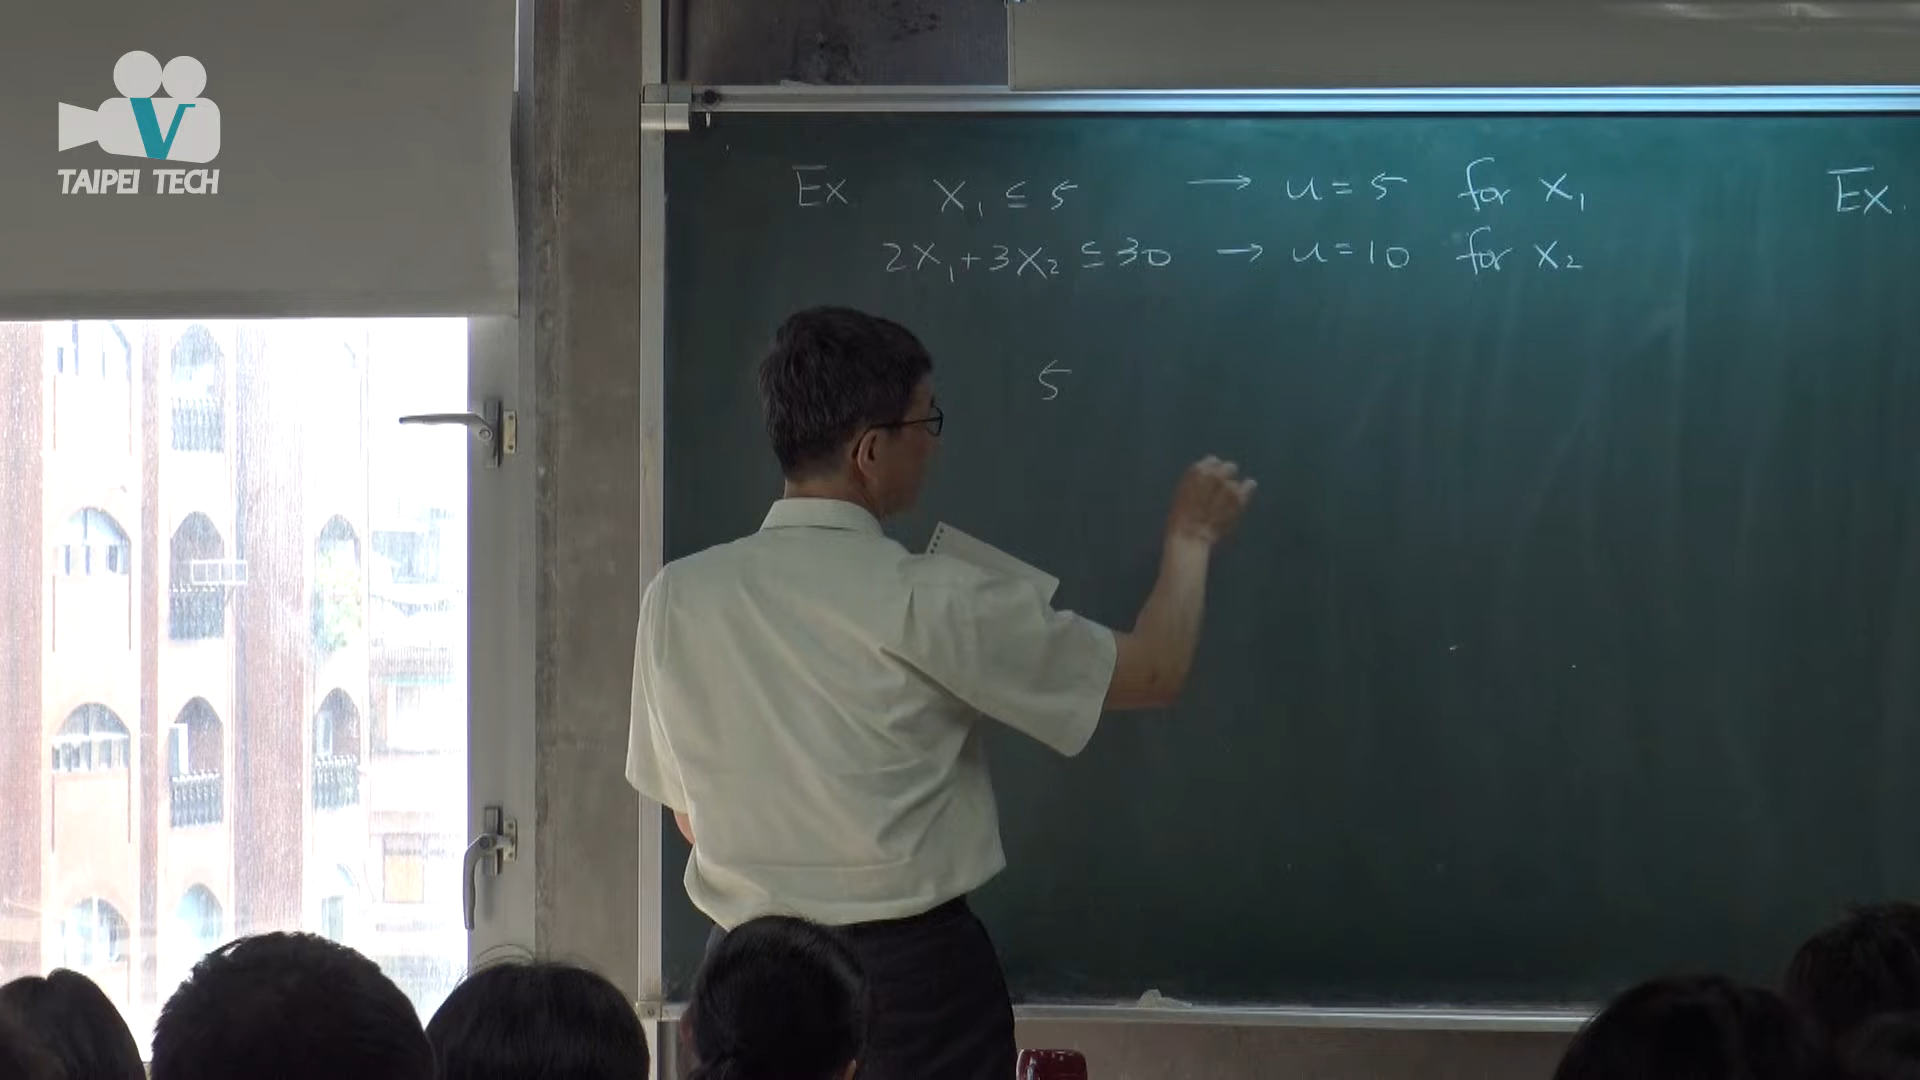 V
TAIPEI TECH
Ex x₁ ≤ 5 → u = 5 for x₁
2x₁+3x₂ ≤ 30 → u = 10 for x₂
5
Ex.